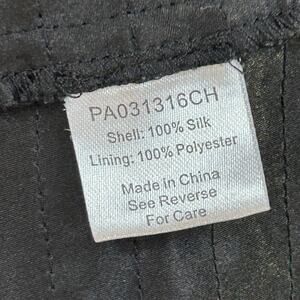 PA031316CH
Shell: 100% Silk
Lining: 100% Polyester
Made in China
See Reverse
For Care